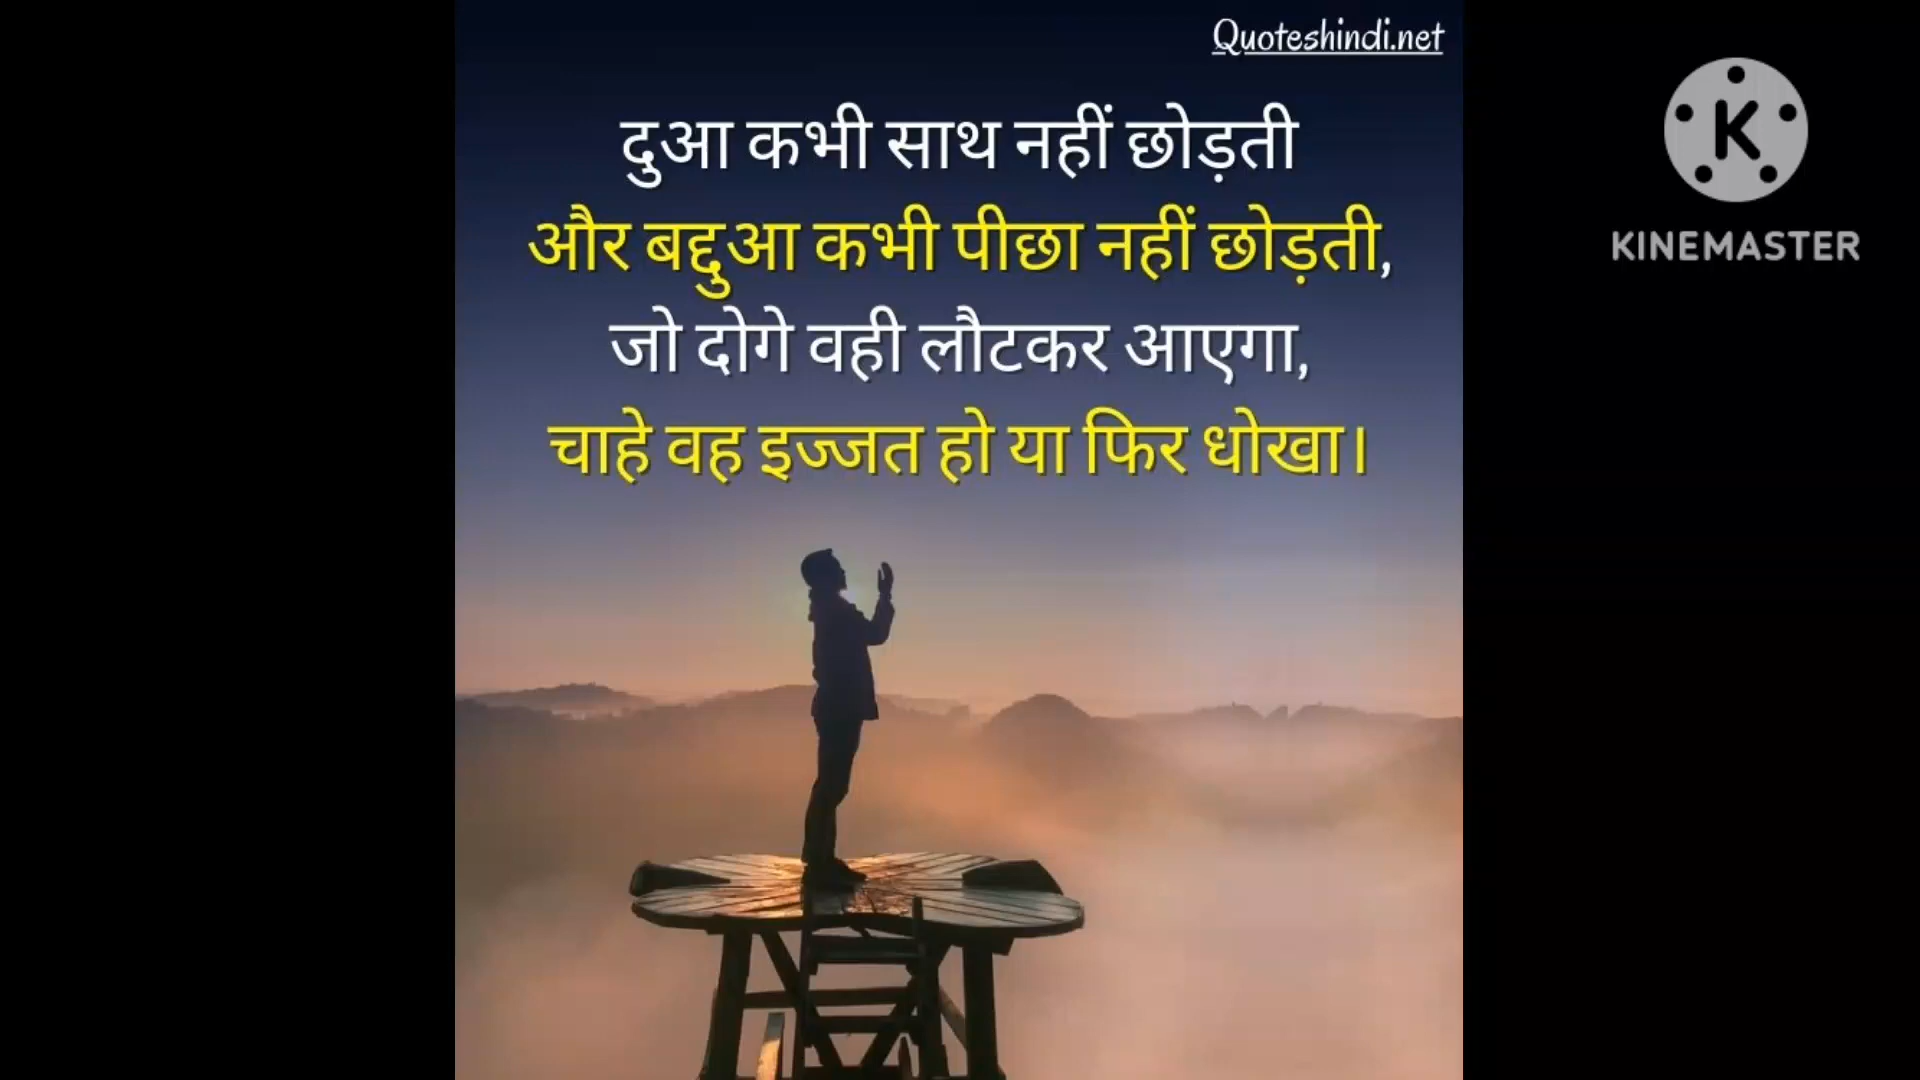 Quoteshindi.net
दुआ कभी साथ नहीं छोड़ती
और बद्दुआ कभी पीछा नहीं छोड़ती,
जो दोगे वही लौटकर आएगा,
चाहे वह इज्जत हो या फिर धोखा।
K
KINEMASTER